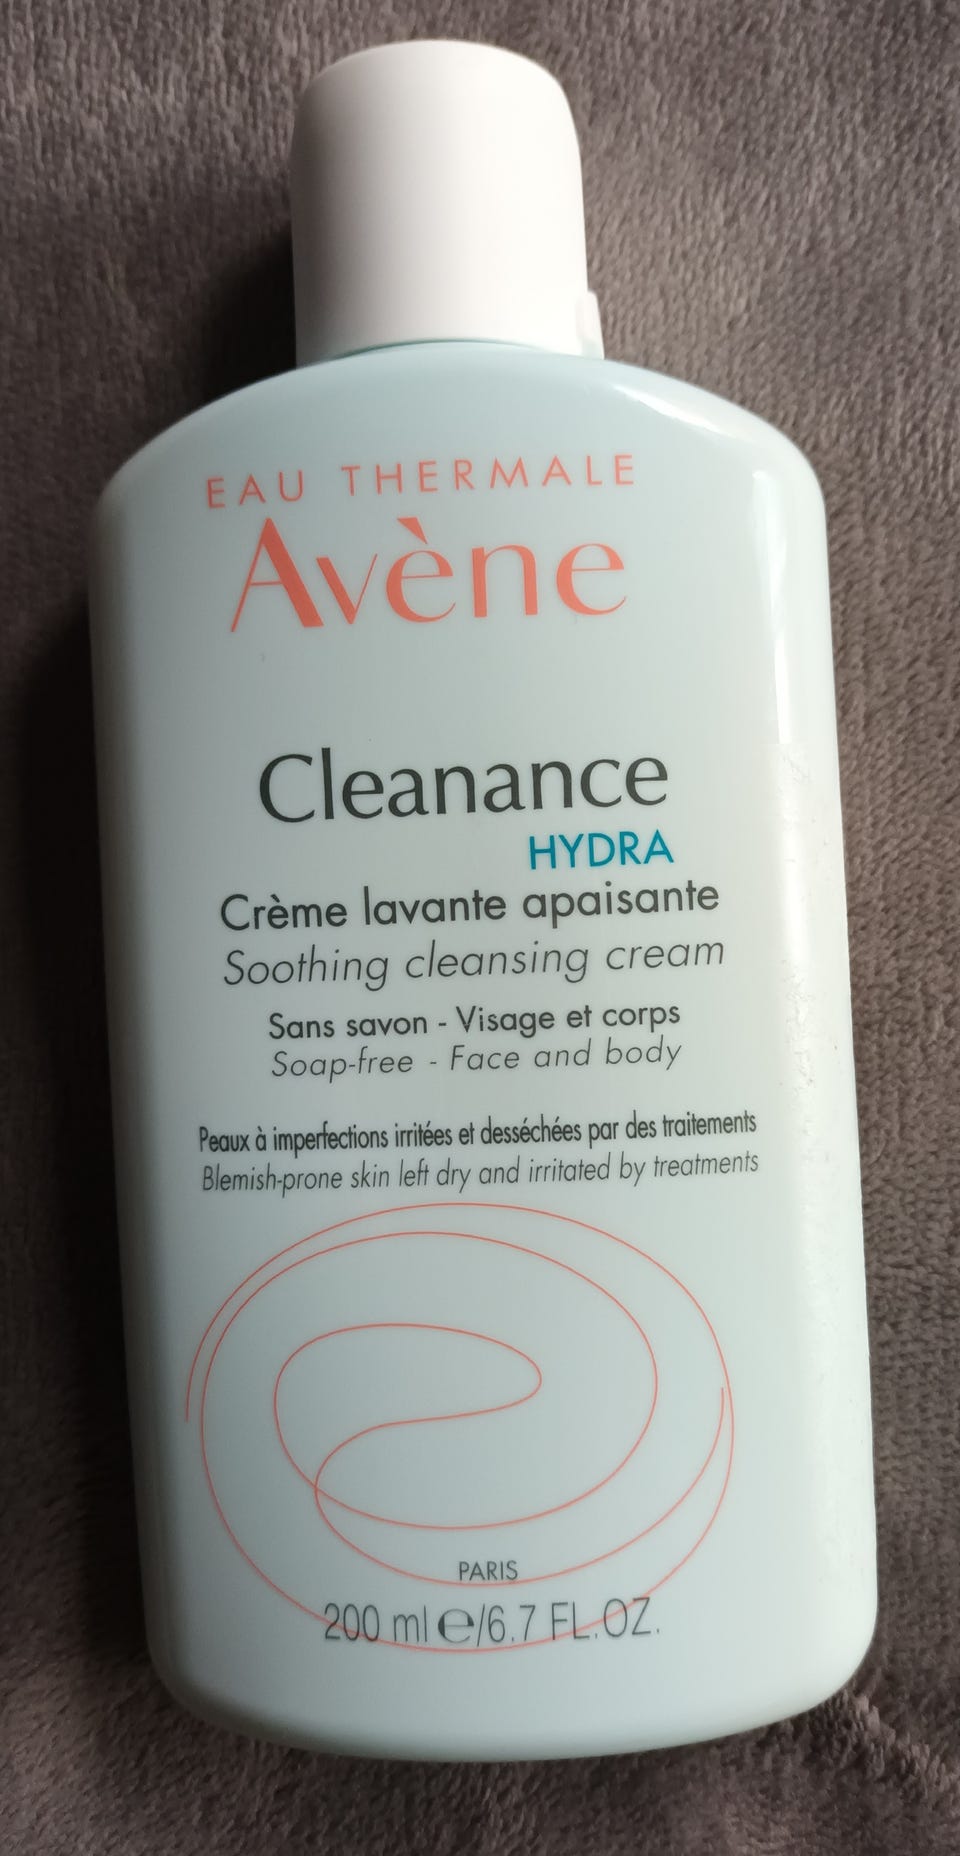 EAU THERMALE
Avène
Cleanance
HYDRA
Crème lavante apaisante
Soothing cleansing cream
Sans savon - Visage et corps
Soap-free - Face and body
Peaux à imperfections irritées et desséchées par des traitements
Blemish-prone skin left dry and irritated by treatments
PARIS
200 ml ℮/6.7 FL.OZ.